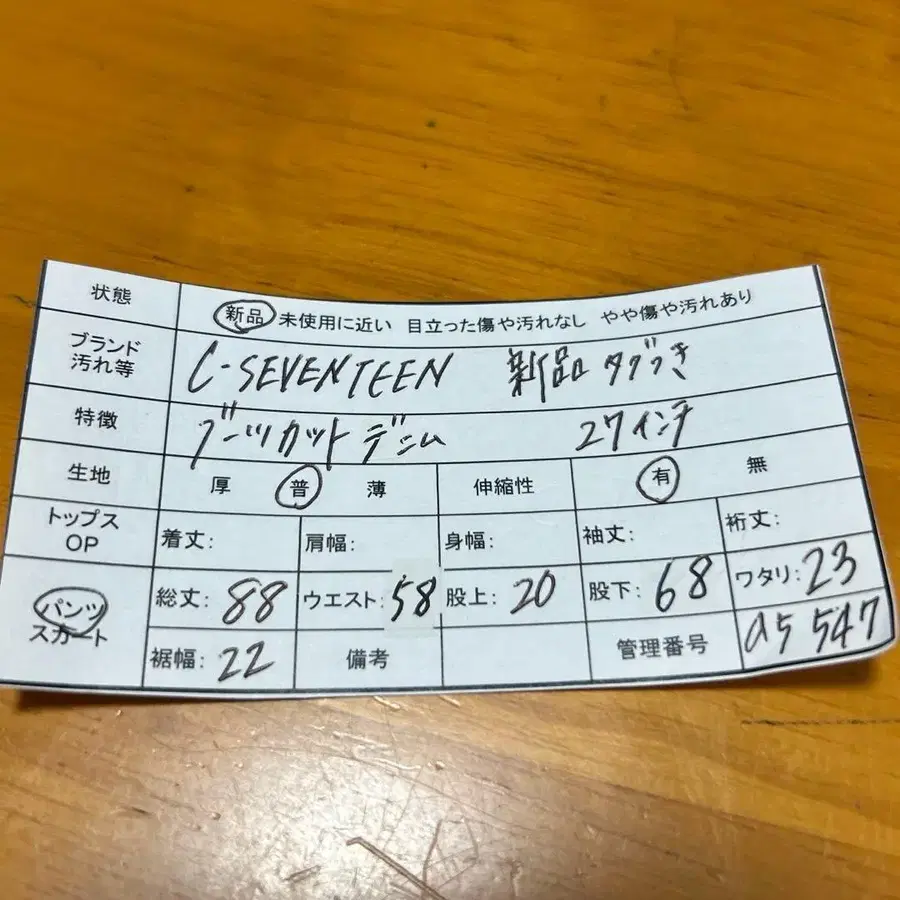 状態 新品 未使用に近い 目立った傷や汚れなし やや傷や汚れあり
ブランド 汚れ等 C-SEVENTEEN 新品 タグつき
特徴 ブーツカット デニム 27インチ
生地 厚 普 薄 伸縮性 有 無
トップス OP 着丈: 肩幅: 身幅: 袖丈: 裄丈:
パンツ スカート 総丈: 88 ウエスト: 58 股上: 20 股下: 68 ワタリ: 23
裾幅: 22 備考 管理番号 a5 547